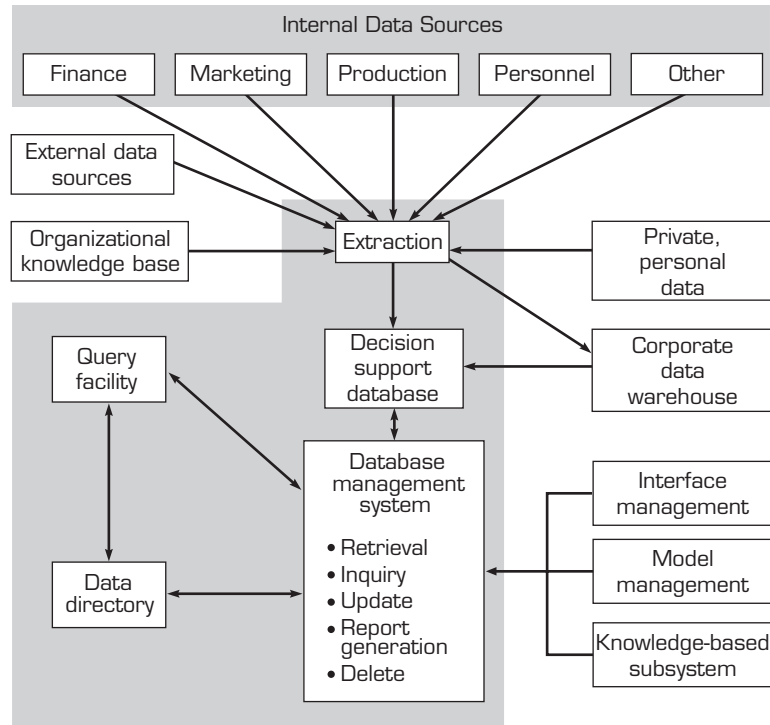 Internal Data Sources
Finance
Marketing
Production
Personnel
Other
External data
sources
Organizational
knowledge base
Extraction
Private,
personal
data
Query
facility
Decision
support
database
Corporate
data
warehouse
Database
management
system
• Retrieval
• Inquiry
• Update
• Report
generation
• Delete
Interface
management
Data
directory
Model
management
Knowledge-based
subsystem